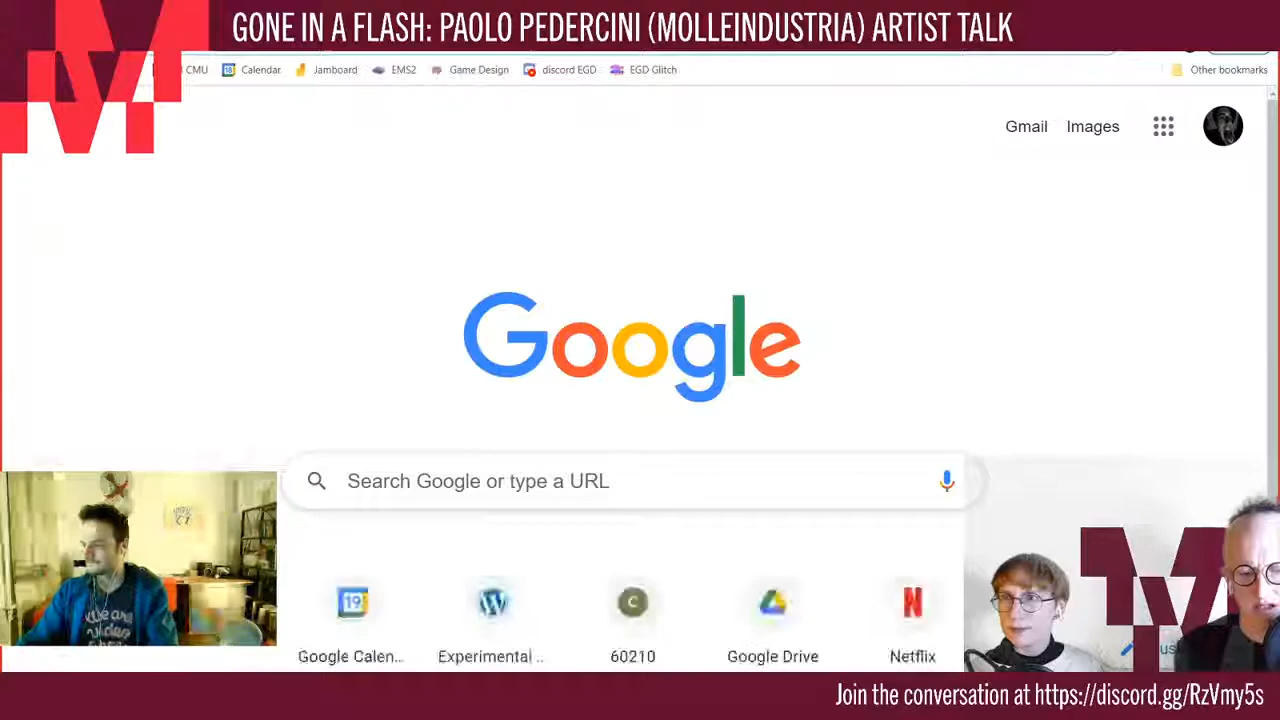 GONE IN A FLASH: PAOLO PEDERCINI (MOLLEINDUSTRIA) ARTIST TALK
CMU Calendar Jamboard EMS2 Game Design discord EGD EGD Glitch Other bookmarks
Gmail Images
Google
Search Google or type a URL
19 W C N
Google Calen... Experimental ... 60210 Google Drive Netflix
Join the conversation at https://discord.gg/RzVmy5s